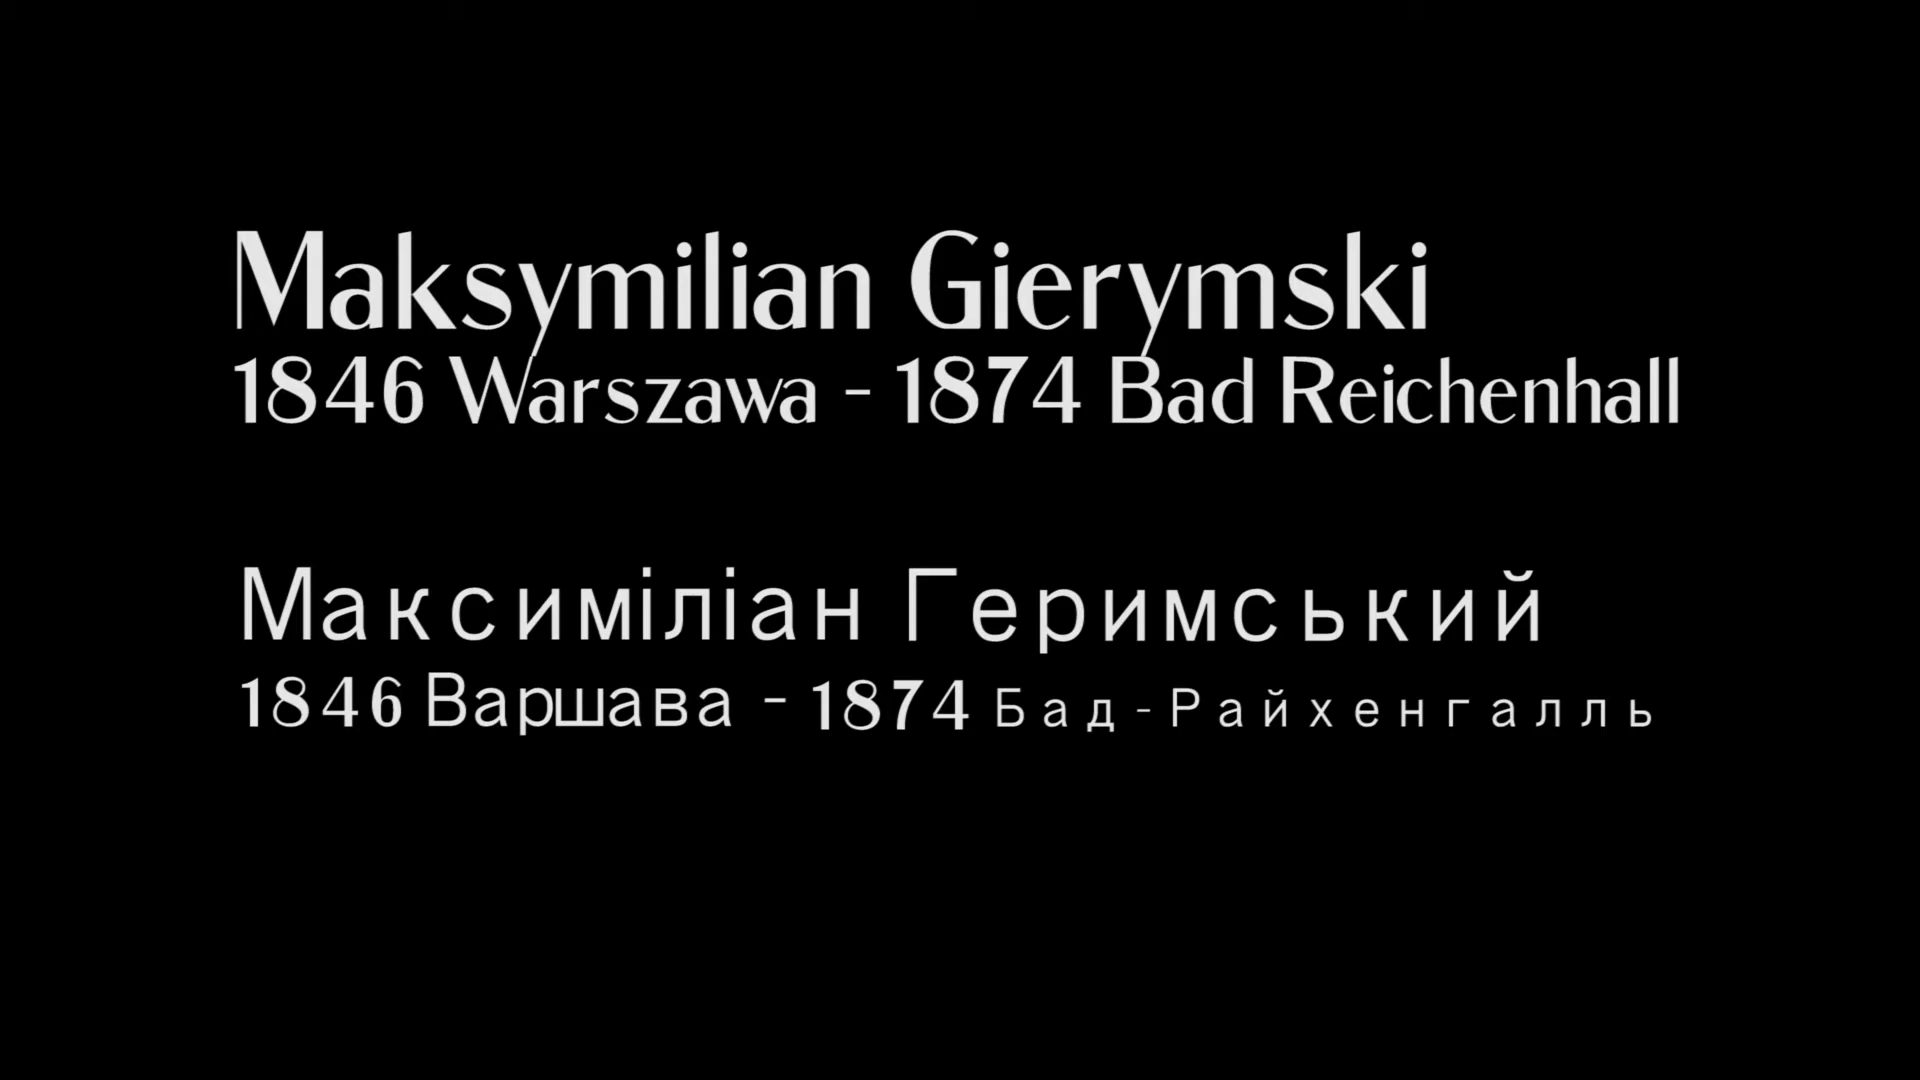 Maksymilian Gierymski
1846 Warszawa - 1874 Bad Reichenhall
Максиміліан Геримський
1846 Варшава - 1874 Бад-Райхенгалль